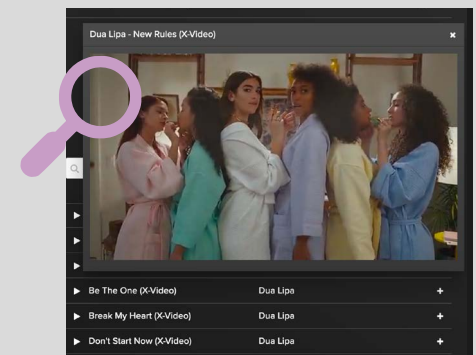 Dua Lipa - New Rules (X-Video)
Be The One (X-Video) Dua Lipa
Break My Heart (X-Video) Dua Lipa
Don't Start Now (X-Video) Dua Lipa